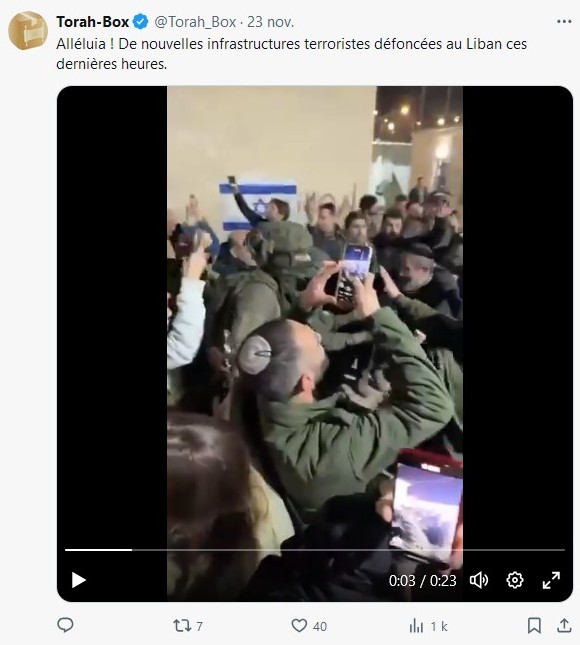 Torah-Box @Torah_Box · 23 nov.
Alléluia ! De nouvelles infrastructures terroristes défoncées au Liban ces
dernières heures.
0:03 / 0:23
7 40 1 k